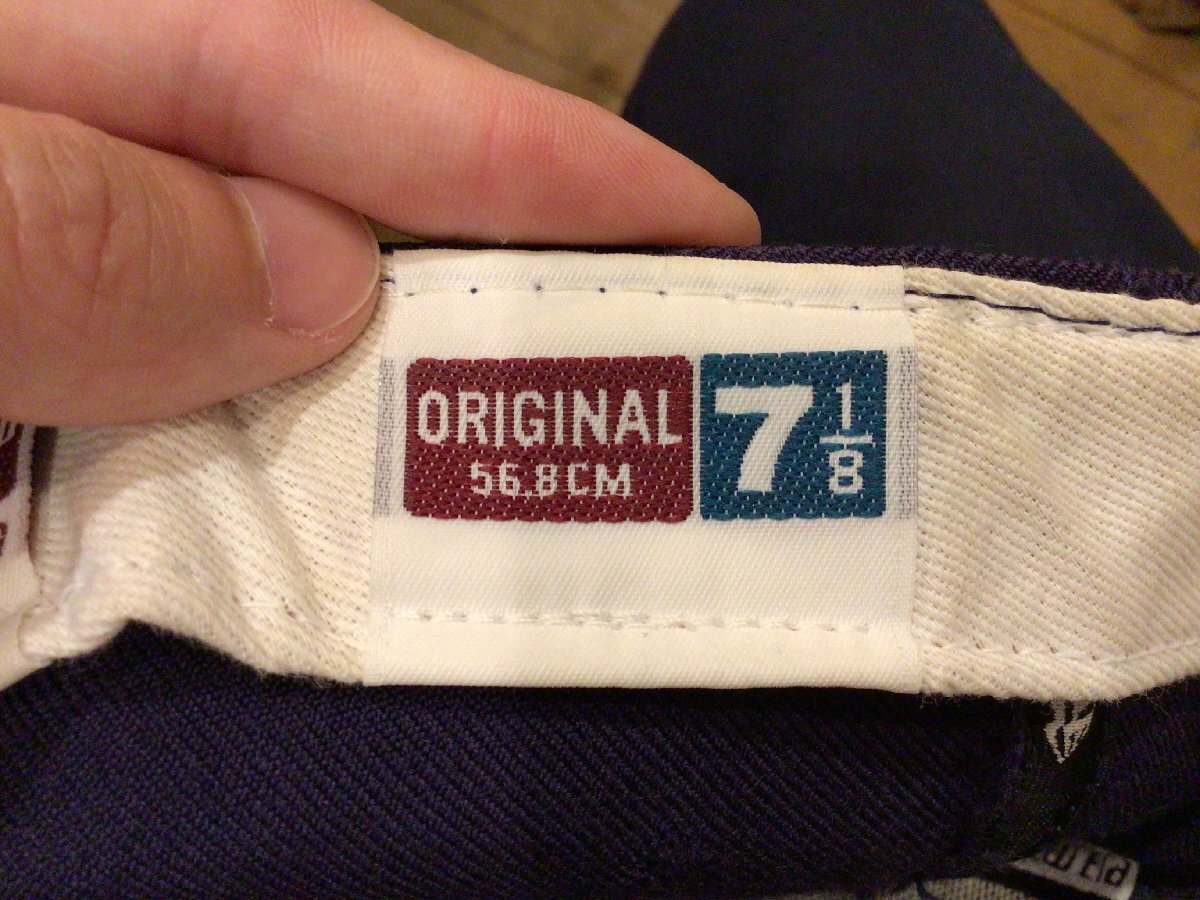 ORIGINAL
56.8CM
7 1/8